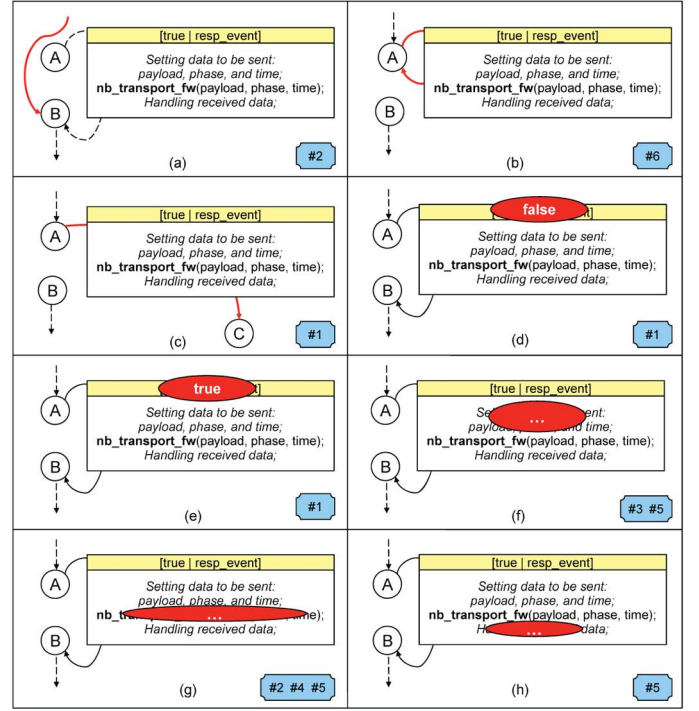 [true | resp_event]
A
Setting data to be sent:
payload, phase, and time;
nb_transport_fw(payload, phase, time);
Handling received data;
B
(a)
#2
[true | resp_event]
A
Setting data to be sent:
payload, phase, and time;
nb_transport_fw(payload, phase, time);
Handling received data;
B
(b)
#6
[true | resp_event]
A
Setting data to be sent:
payload, phase, and time;
nb_transport_fw(payload, phase, time);
Handling received data;
B
C
(c)
#1
false
A
Setting data to be sent:
payload, phase, and time;
nb_transport_fw(payload, phase, time);
Handling received data;
B
(d)
#1
true
A
Setting data to be sent:
payload, phase, and time;
nb_transport_fw(payload, phase, time);
Handling received data;
B
(e)
#1
[true | resp_event]
A
...
time;
nb_transport_fw(payload, phase, time);
Handling received data;
B
(f)
#3 #5
[true | resp_event]
A
Setting data to be sent:
payload, phase, and time;
...
Handling received data;
B
(g)
#2 #4 #5
[true | resp_event]
A
Setting data to be sent:
payload, phase, and time;
nb_transport_fw(payload, phase, time);
... data;
B
(h)
#5